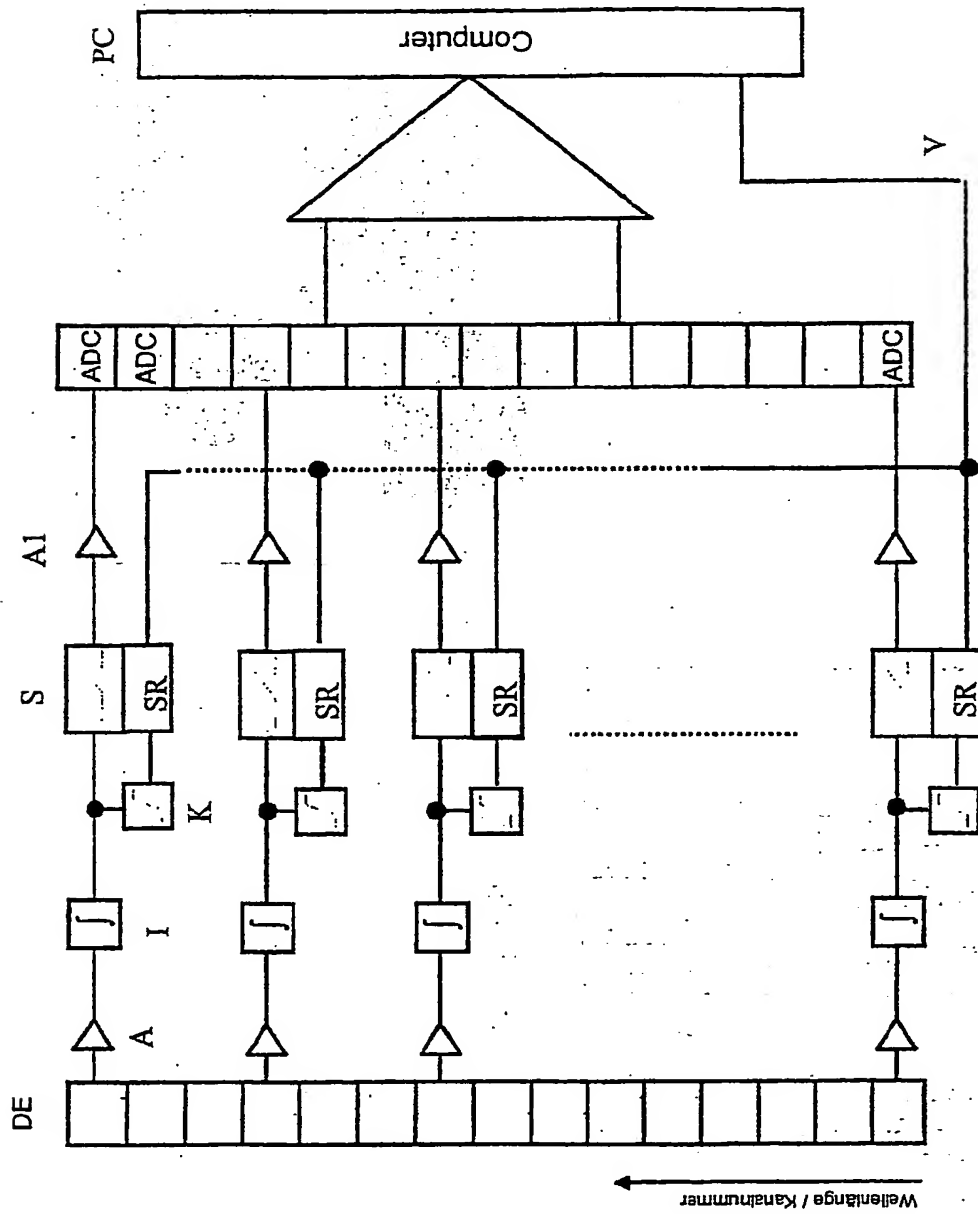 PC
Computer
V
ADC
ADC
ADC
A1
S
SR
SR
SR
SR
K
I
∫
∫
∫
∫
A
DE
Wellenlänge / Kanalnummer